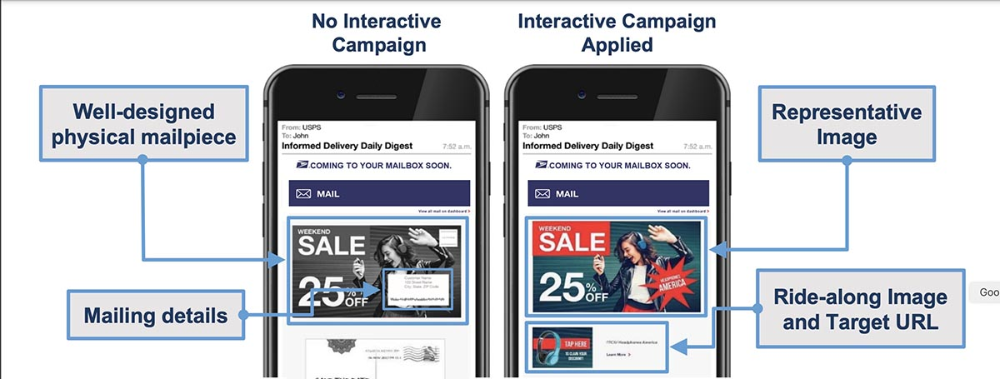 No Interactive
Campaign
Interactive Campaign
Applied
Well-designed
physical mailpiece
Mailing details
Representative
Image
Ride-along Image
and Target URL
From: USPS
To: John
Informed Delivery Daily Digest 7:52 a.m.
COMING TO YOUR MAILBOX SOON.
MAIL
View all mail on dashboard >
WEEKEND
SALE
25% OFF
Customer Name
100 Street Name
City, State, ZIP Code
From: USPS
To: John
Informed Delivery Daily Digest 7:52 a.m.
COMING TO YOUR MAILBOX SOON.
MAIL
View all mail on dashboard >
WEEKEND
SALE
25% OFF
HEADPHONES
AMERICA
TAP HERE
TO CLAIM YOUR
DISCOUNT!
FROM Headphones America
Learn More >
Goo